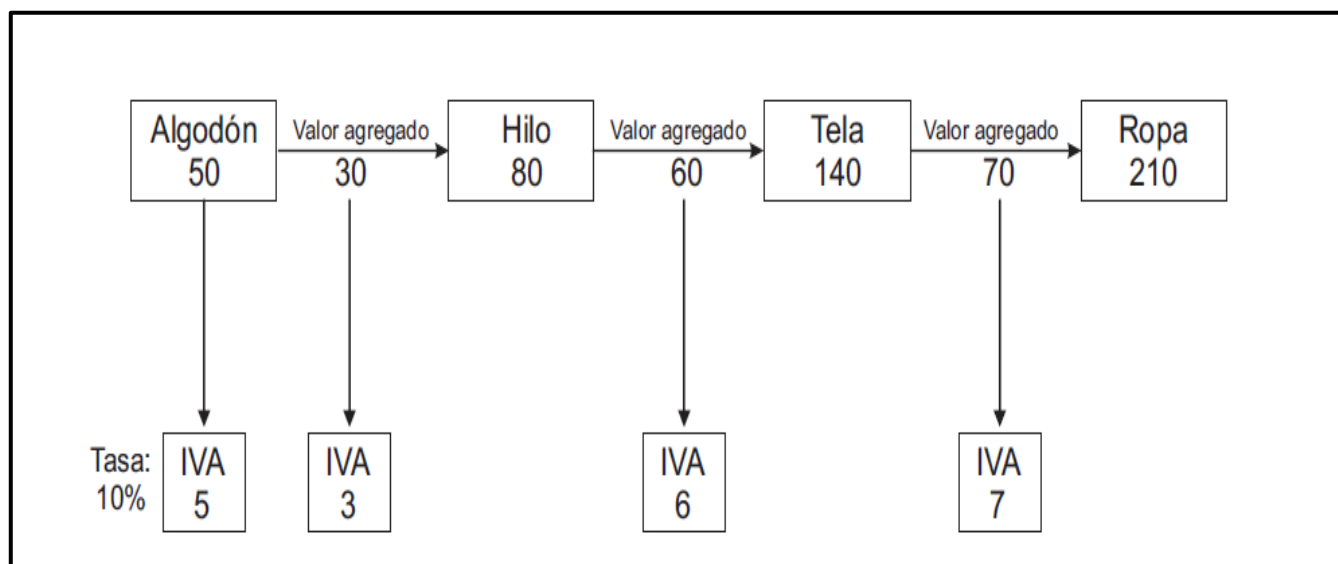 Algodón
50
Valor agregado
30
Hilo
80
Valor agregado
60
Tela
140
Valor agregado
70
Ropa
210
Tasa:
10%
IVA
5
IVA
3
IVA
6
IVA
7